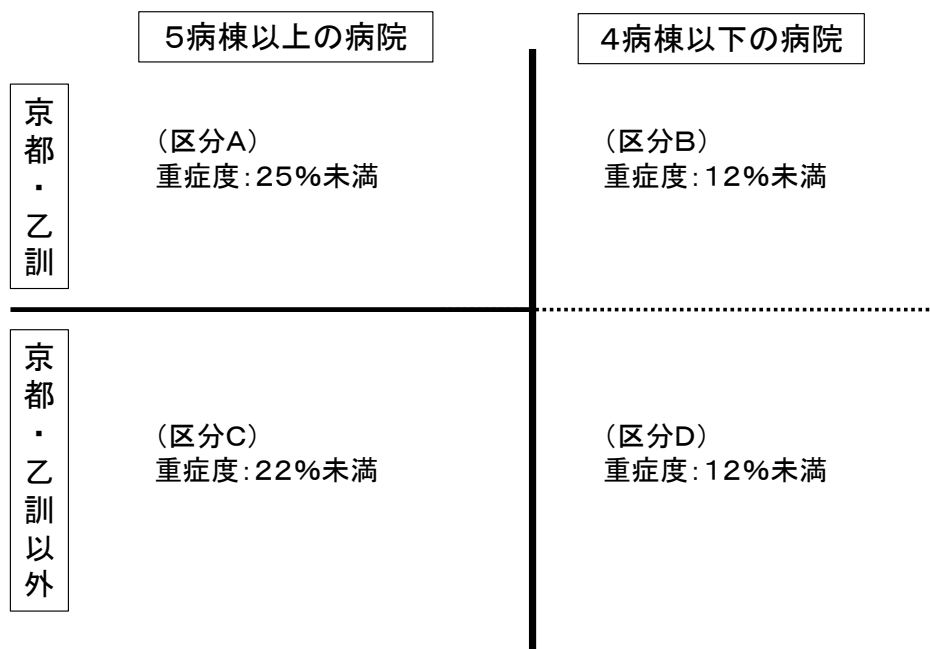 5病棟以上の病院
4病棟以下の病院
京都・乙訓
(区分A)
重症度:25%未満
(区分B)
重症度:12%未満
京都・乙訓以外
(区分C)
重症度:22%未満
(区分D)
重症度:12%未満